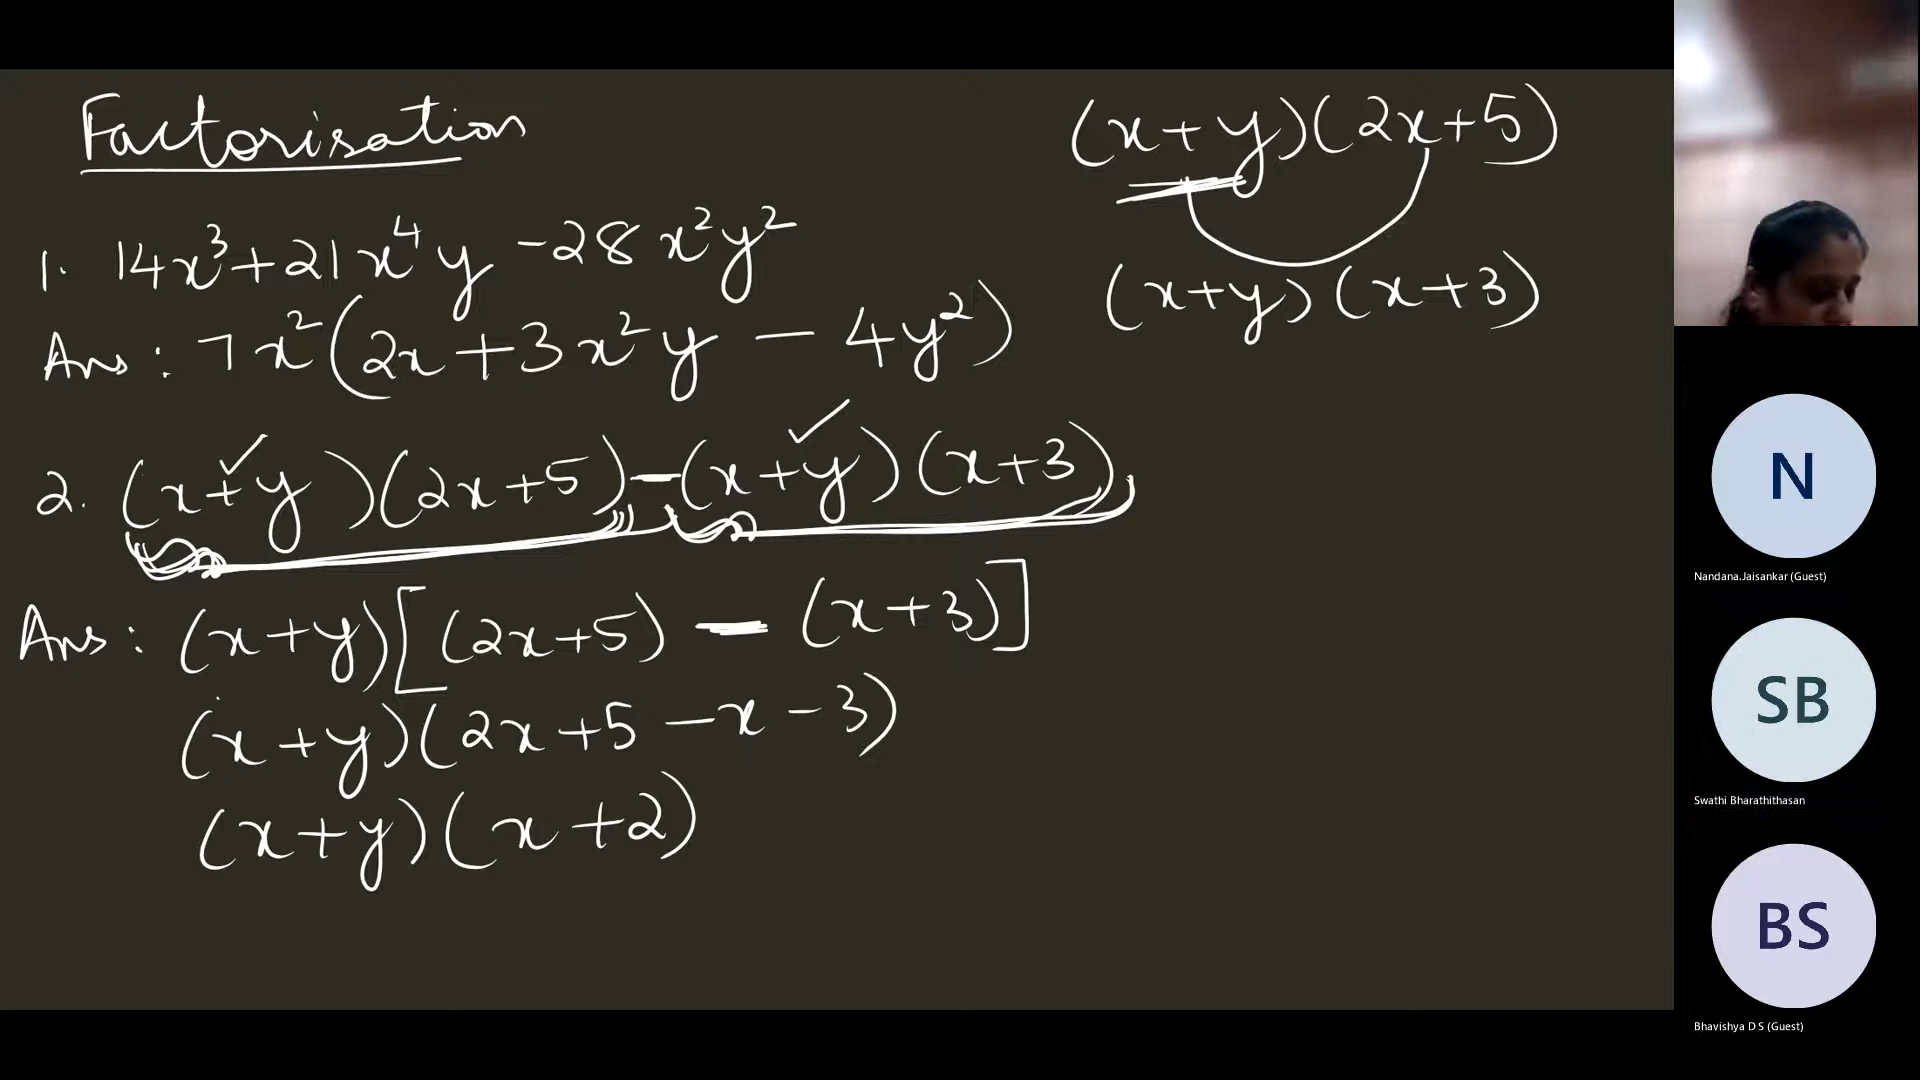 Factorisation
1. 14x³+21x⁴y -28x²y²
Ans: 7x²(2x+3x²y - 4y²)
2. (x+y)(2x+5)-(x+y)(x+3)
Ans: (x+y)[(2x+5) - (x+3)]
(x+y)(2x+5-x-3)
(x+y)(x+2)
(x+y)(2x+5)
(x+y)(x+3)
N
Nandana.Jaisankar (Guest)
SB
Swathi Bharathithasan
BS
Bhavishya D S (Guest)